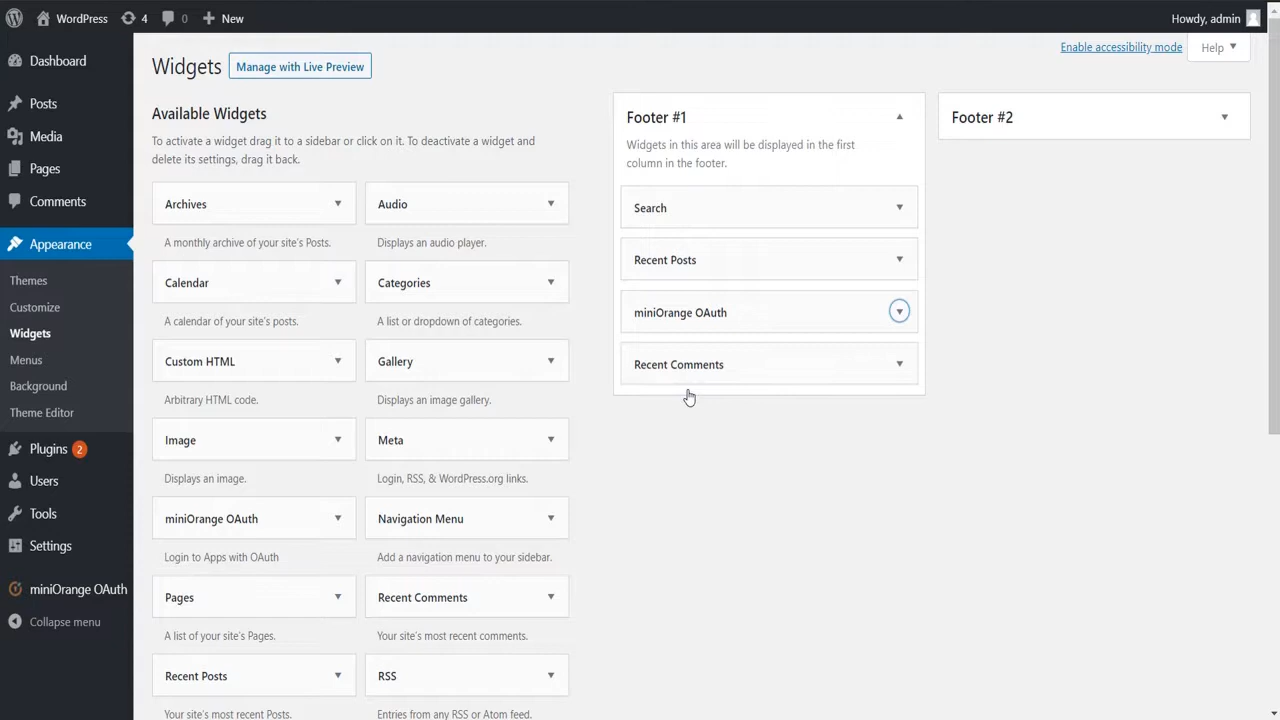 WordPress 4 0 New Howdy, admin
Dashboard
Posts
Media
Pages
Comments
Appearance
Themes
Customize
Widgets
Menus
Background
Theme Editor
Plugins 2
Users
Tools
Settings
miniOrange OAuth
Collapse menu
Enable accessibility mode Help
Widgets Manage with Live Preview
Available Widgets
To activate a widget drag it to a sidebar or click on it. To deactivate a widget and
delete its settings, drag it back.
Archives Audio
A monthly archive of your site's Posts. Displays an audio player.
Calendar Categories
A calendar of your site's posts. A list or dropdown of categories.
Custom HTML Gallery
Arbitrary HTML code. Displays an image gallery.
Image Meta
Displays an image. Login, RSS, & WordPress.org links.
miniOrange OAuth Navigation Menu
Login to Apps with OAuth Add a navigation menu to your sidebar.
Pages Recent Comments
A list of your site's Pages. Your site's most recent comments.
Recent Posts RSS
Your site's most recent Posts. Entries from any RSS or Atom feed.
Footer #1
Widgets in this area will be displayed in the first
column in the footer.
Search
Recent Posts
miniOrange OAuth
Recent Comments
Footer #2